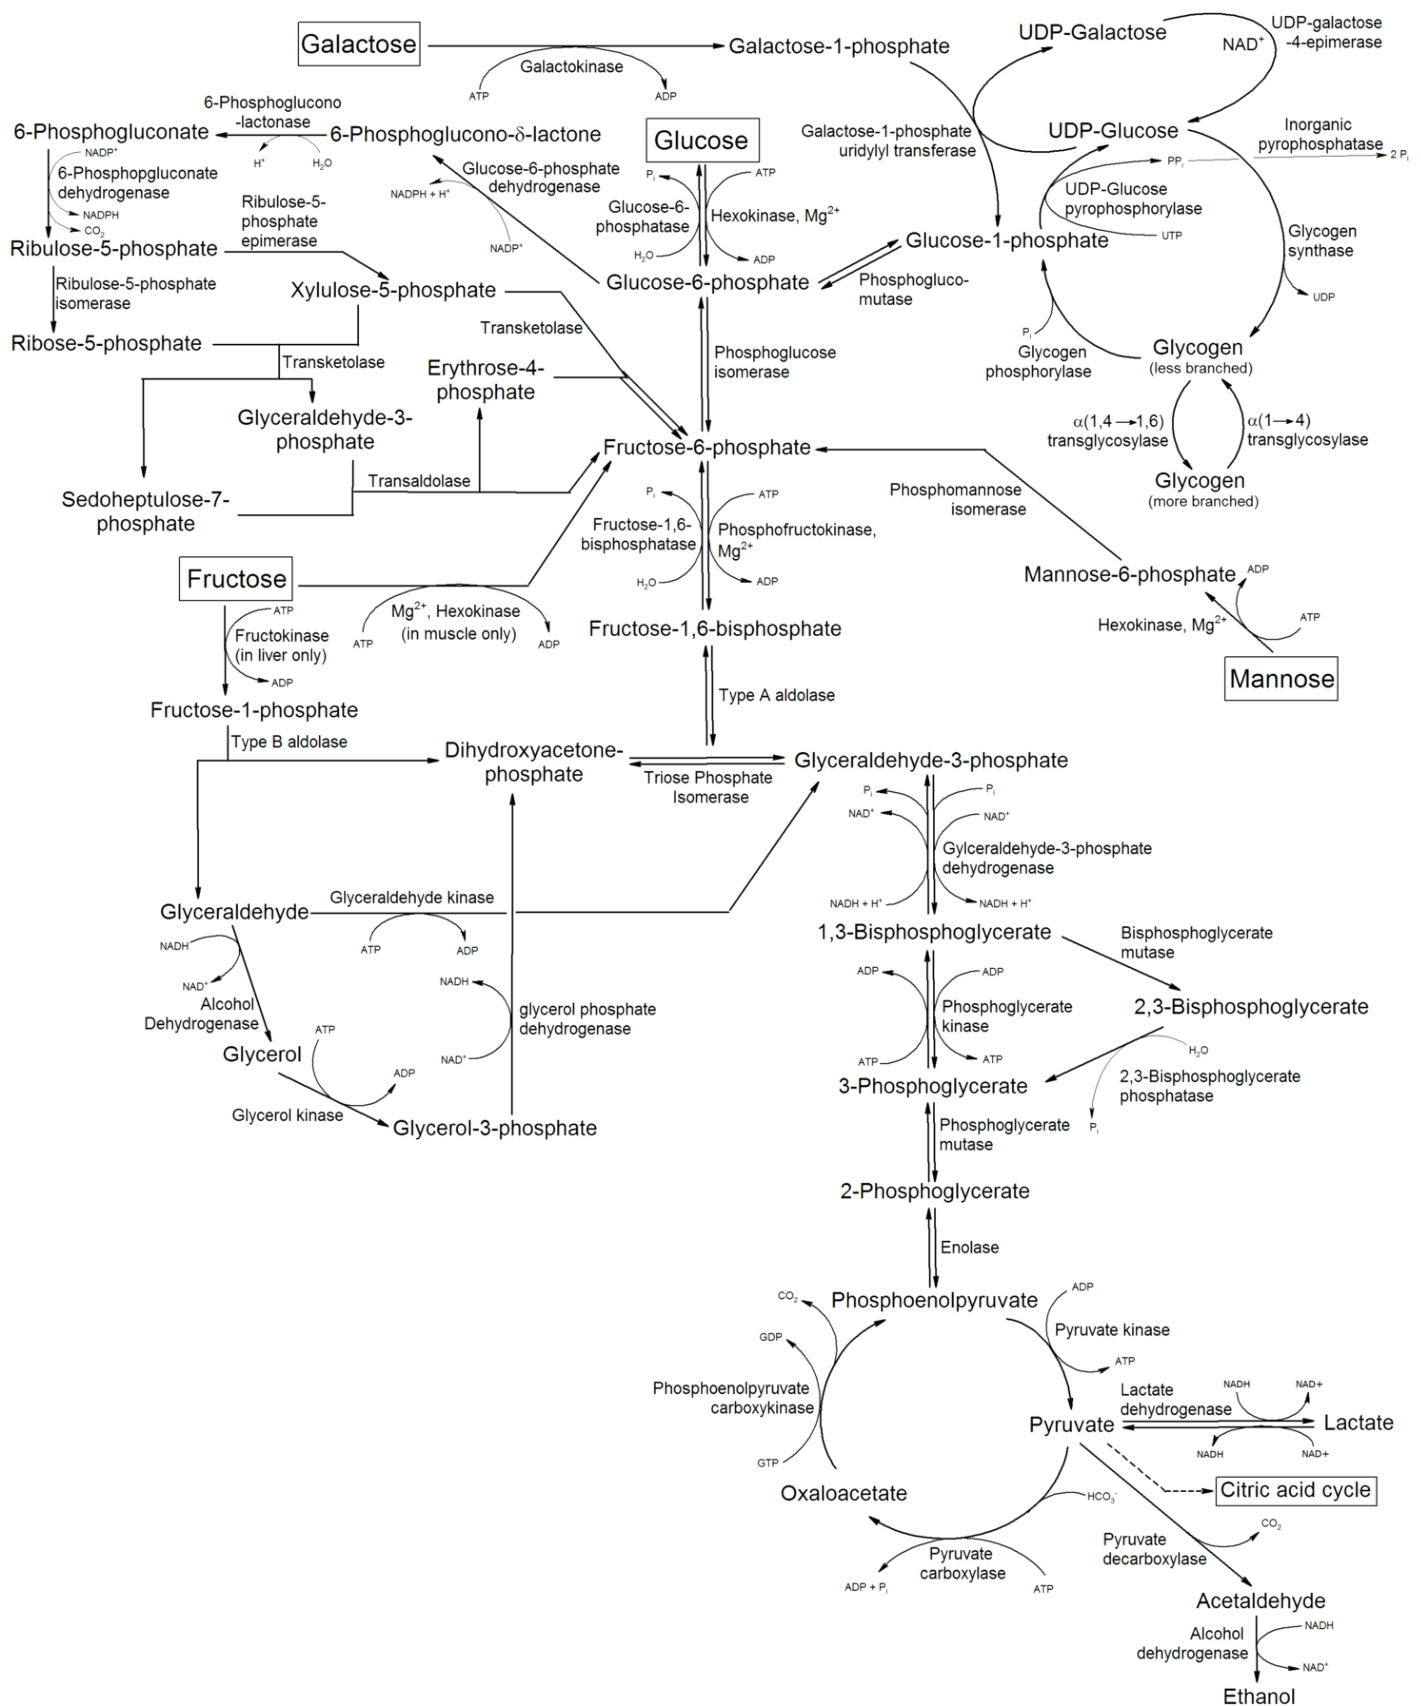 Galactose
Galactokinase
ATP
ADP
Galactose-1-phosphate
UDP-Galactose
NAD+
UDP-galactose
-4-epimerase
6-Phosphoglucono
-lactonase
6-Phosphogluconate
6-Phosphoglucono-δ-lactone
H+
H2O
Glucose
Galactose-1-phosphate
uridylyl transferase
UDP-Glucose
Inorganic
pyrophosphatase
PPi
2 Pi
NADP+
6-Phosphopgluconate
dehydrogenase
NADPH
CO2
Glucose-6-phosphate
dehydrogenase
NADPH + H+
NADP+
Pi
ATP
Glucose-6-
phosphatase
Hexokinase, Mg2+
H2O
ADP
UDP-Glucose
pyrophosphorylase
UTP
Glycogen
synthase
UDP
Ribulose-5-
phosphate
epimerase
Ribulose-5-phosphate
Glucose-1-phosphate
Ribulose-5-phosphate
isomerase
Xylulose-5-phosphate
Glucose-6-phosphate
Phosphogluco-
mutase
Ribose-5-phosphate
Transketolase
Transketolase
Phosphoglucose
isomerase
Pi
Glycogen
phosphorylase
Glycogen
(less branched)
Erythrose-4-
phosphate
Glyceraldehyde-3-
phosphate
α(1,4→1,6)
transglycosylase
α(1→4)
transglycosylase
Fructose-6-phosphate
Transaldolase
Glycogen
(more branched)
Sedoheptulose-7-
phosphate
Phosphomannose
isomerase
Pi
ATP
Fructose-1,6-
bisphosphatase
Phosphofructokinase,
Mg2+
H2O
ADP
Fructose
Mg2+, Hexokinase
(in muscle only)
ATP
ADP
Mannose-6-phosphate
ADP
ATP
Hexokinase, Mg2+
Mannose
ATP
Fructokinase
(in liver only)
ADP
Fructose-1,6-bisphosphate
Type A aldolase
Fructose-1-phosphate
Type B aldolase
Dihydroxyacetone-
phosphate
Triose Phosphate
Isomerase
Glyceraldehyde-3-phosphate
Pi
Pi
NAD+
NAD+
Gylceraldehyde-3-phosphate
dehydrogenase
NADH + H+
NADH + H+
Glyceraldehyde
Glyceraldehyde kinase
ATP
ADP
1,3-Bisphosphoglycerate
Bisphosphoglycerate
mutase
NADH
NAD+
Alcohol
Dehydrogenase
NADH
glycerol phosphate
dehydrogenase
NAD+
ADP
ADP
Phosphoglycerate
kinase
ATP
ATP
2,3-Bisphosphoglycerate
H2O
2,3-Bisphosphoglycerate
phosphatase
Pi
Glycerol
ATP
ADP
Glycerol kinase
Glycerol-3-phosphate
3-Phosphoglycerate
Phosphoglycerate
mutase
2-Phosphoglycerate
Enolase
Phosphoenolpyruvate
CO2
GDP
Phosphoenolpyruvate
carboxykinase
GTP
ADP
Pyruvate kinase
ATP
Pyruvate
Lactate
dehydrogenase
NADH
NAD+
NADH
NAD+
Lactate
Oxaloacetate
HCO3-
Citric acid cycle
Pyruvate
carboxylase
ADP + Pi
ATP
Pyruvate
decarboxylase
CO2
Acetaldehyde
Alcohol
dehydrogenase
NADH
NAD+
Ethanol